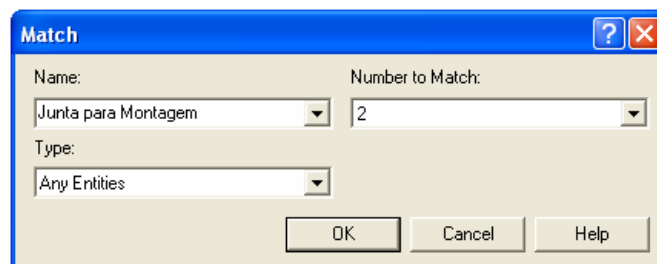 Match
Name:
Number to Match:
Junta para Montagem
2
Type:
Any Entities
OK
Cancel
Help